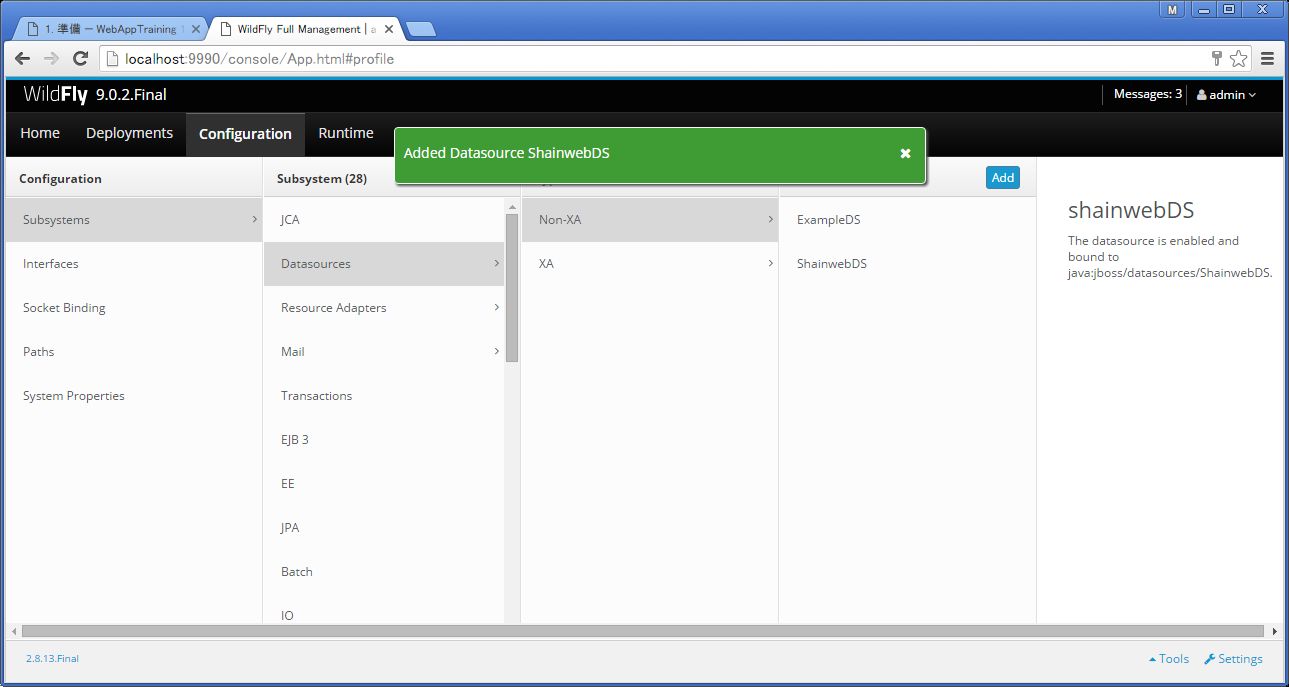 M
1. 準備 — WebAppTraining
WildFly Full Management | a
localhost:9990/console/App.html#profile
WildFly 9.0.2.Final
Messages: 3
admin
Home
Deployments
Configuration
Runtime
Added Datasource ShainwebDS
Configuration
Subsystem (28)
Add
Subsystems
Interfaces
Socket Binding
Paths
System Properties
JCA
Datasources
Resource Adapters
Mail
Transactions
EJB 3
EE
JPA
Batch
IO
Non-XA
XA
ExampleDS
ShainwebDS
shainwebDS
The datasource is enabled and
bound to
java:jboss/datasources/ShainwebDS.
2.8.13.Final
Tools
Settings